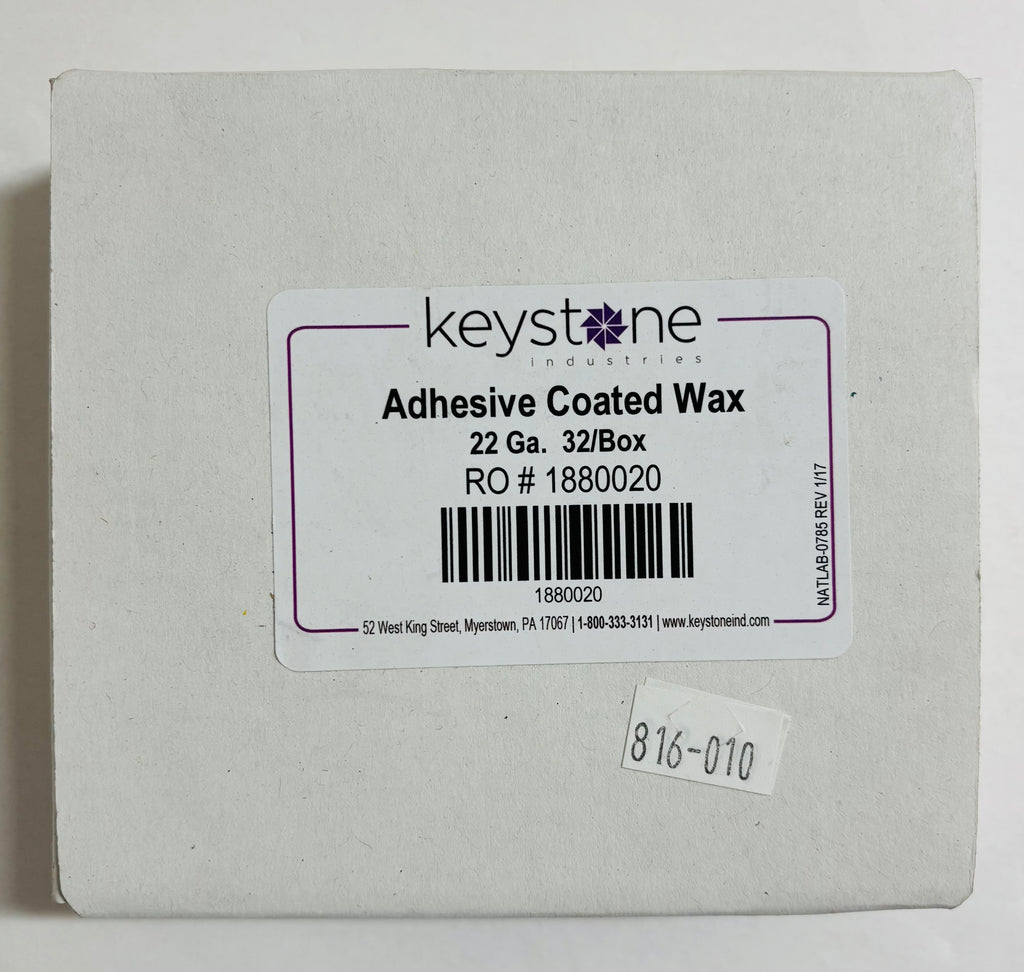 keystone
industries
Adhesive Coated Wax
22 Ga. 32/Box
RO # 1880020
1880020
52 West King Street, Myerstown, PA 17067 | 1-800-333-3131 | www.keystoneind.com
NATLAB-0785 REV 1/17
816-010